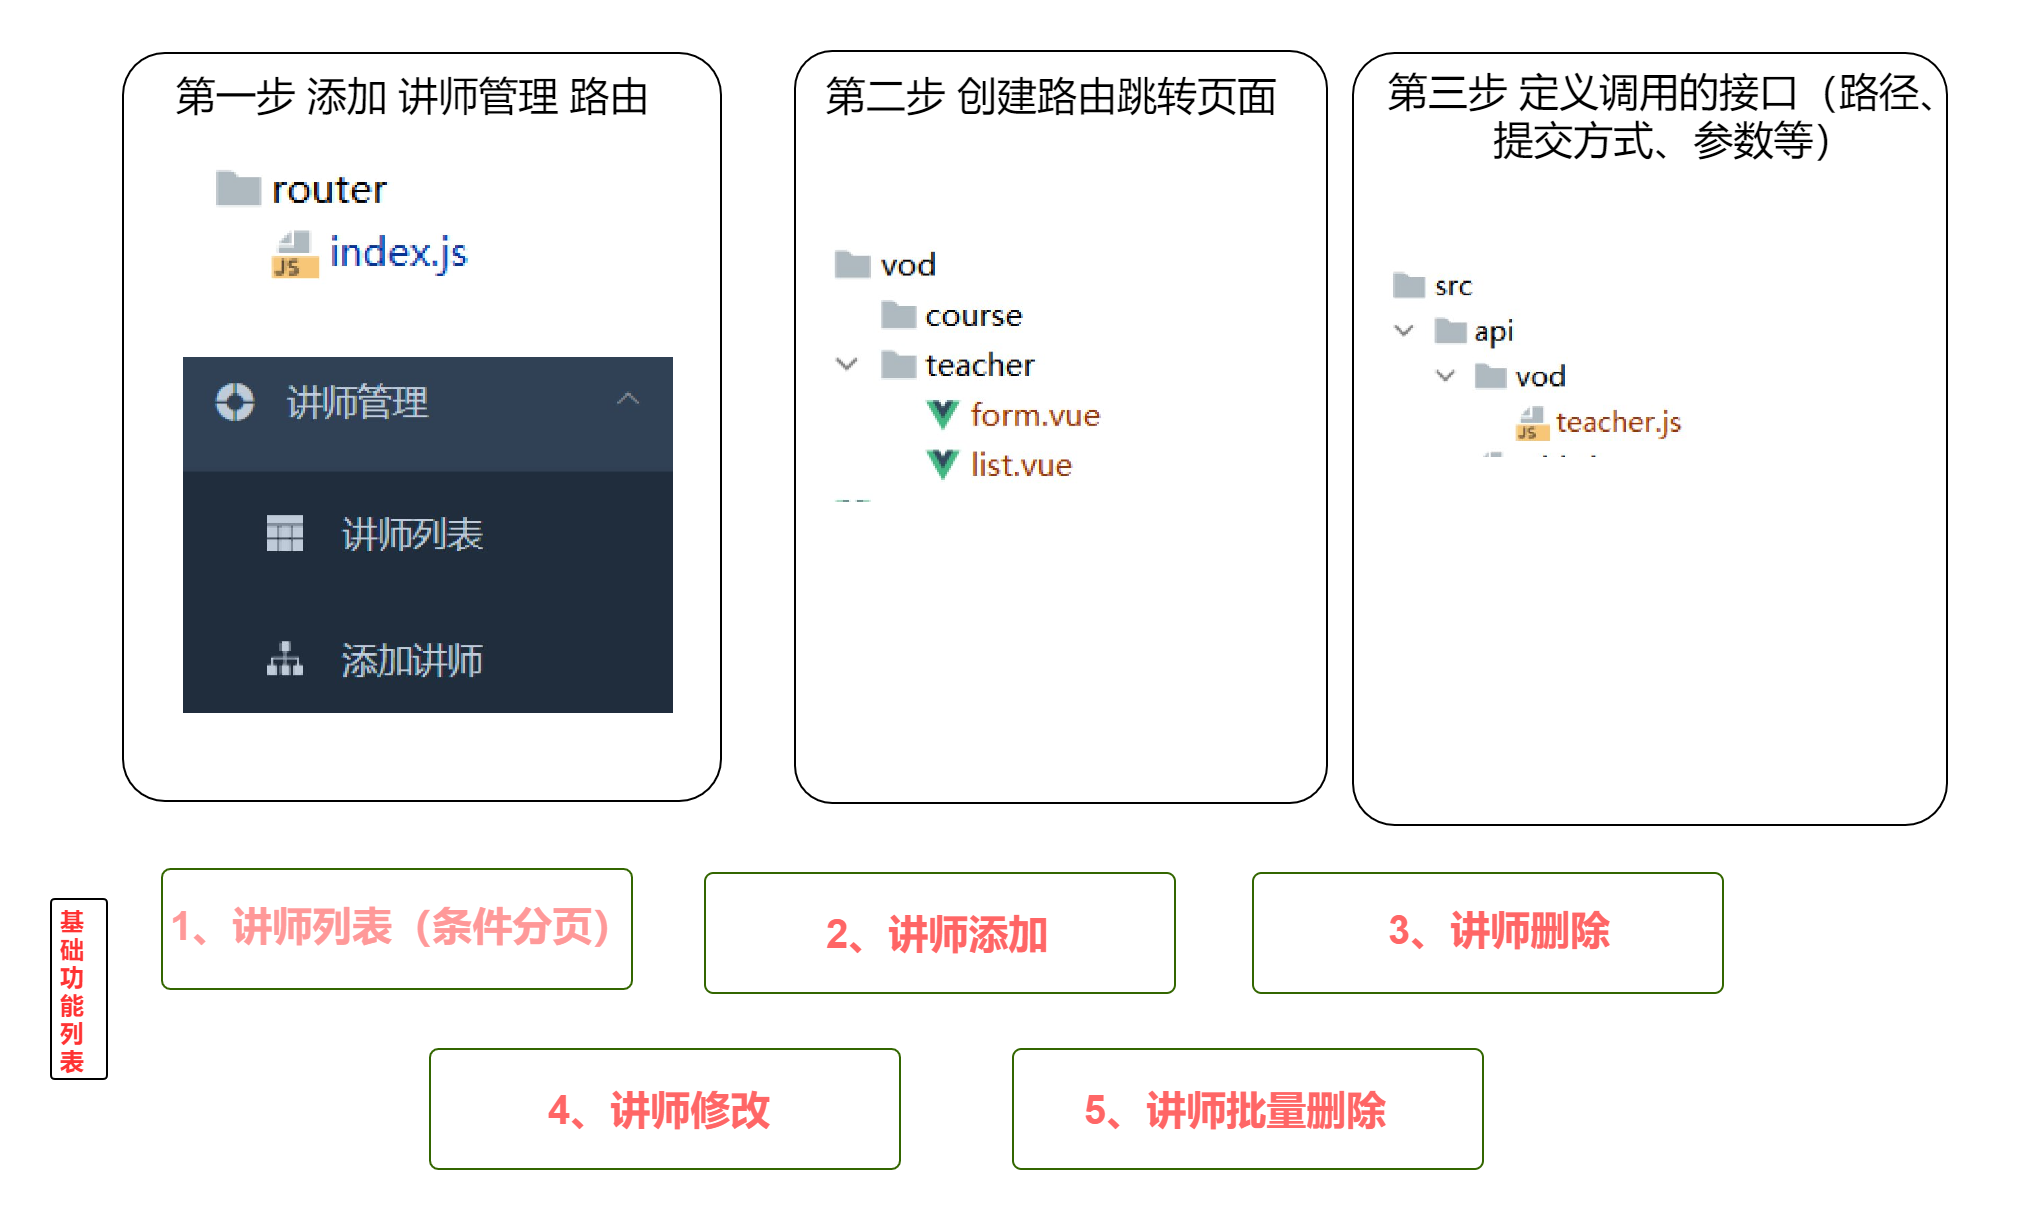 第一步 添加 讲师管理 路由
router
JS index.js
讲师管理
讲师列表
添加讲师
第二步 创建路由跳转页面
vod
course
teacher
form.vue
list.vue
第三步 定义调用的接口（路径、
提交方式、参数等）
src
api
vod
JS teacher.js
基
础
功
能
列
表
1、讲师列表（条件分页）
2、讲师添加
3、讲师删除
4、讲师修改
5、讲师批量删除